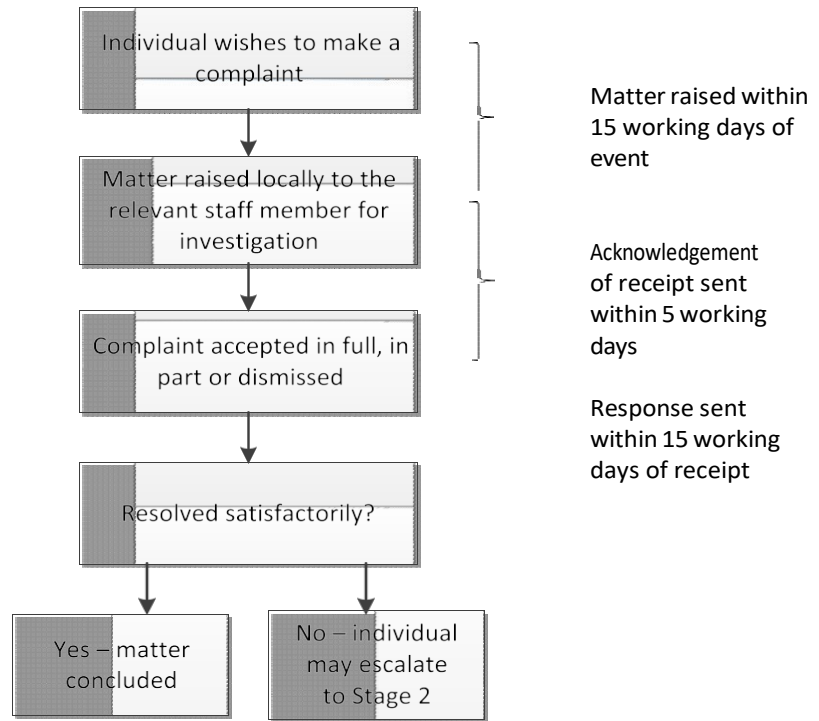 Individual wishes to make a
complaint
Matter raised within
15 working days of
event
Matter raised locally to the
relevant staff member for
investigation
Acknowledgement
of receipt sent
within 5 working
days
Complaint accepted in full, in
part or dismissed
Response sent
within 15 working
days of receipt
Resolved satisfactorily?
Yes – matter
concluded
No – individual
may escalate
to Stage 2